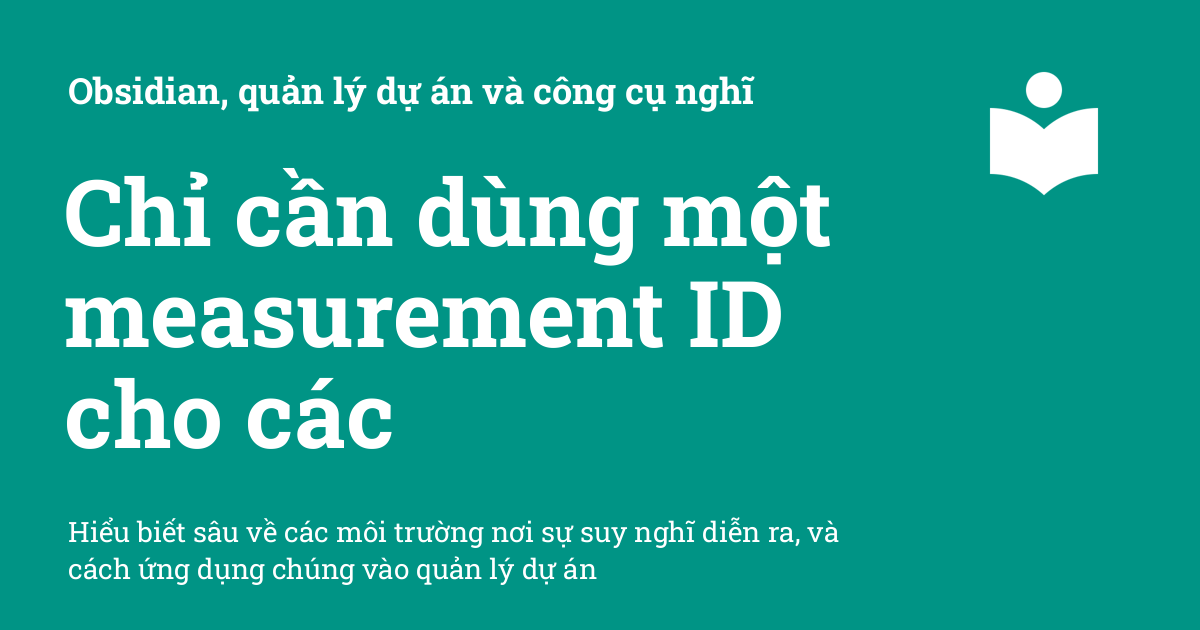 Obsidian, quản lý dự án và công cụ nghĩ
Chỉ cần dùng một
measurement ID
cho các
Hiểu biết sâu về các môi trường nơi sự suy nghĩ diễn ra, và
cách ứng dụng chúng vào quản lý dự án